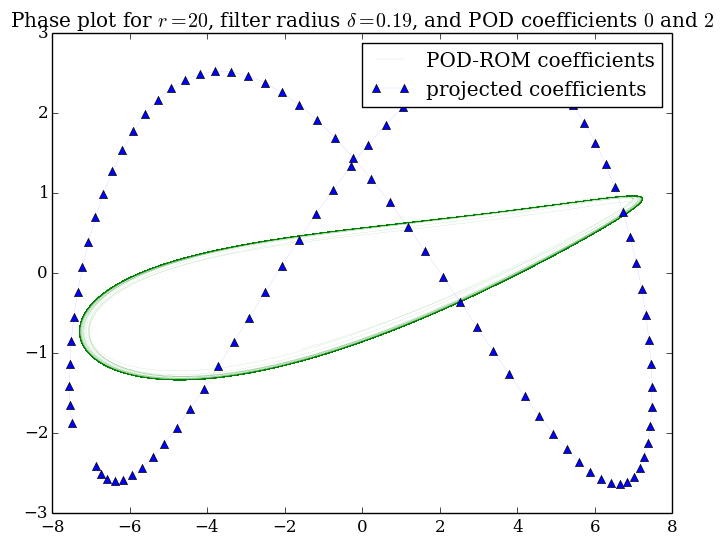 Phase plot for r = 20, filter radius δ = 0.19, and POD coefficients 0 and 2
POD-ROM coefficients
projected coefficients
3
2
1
0
−1
−2
−3
−8 −6 −4 −2 0 2 4 6 8